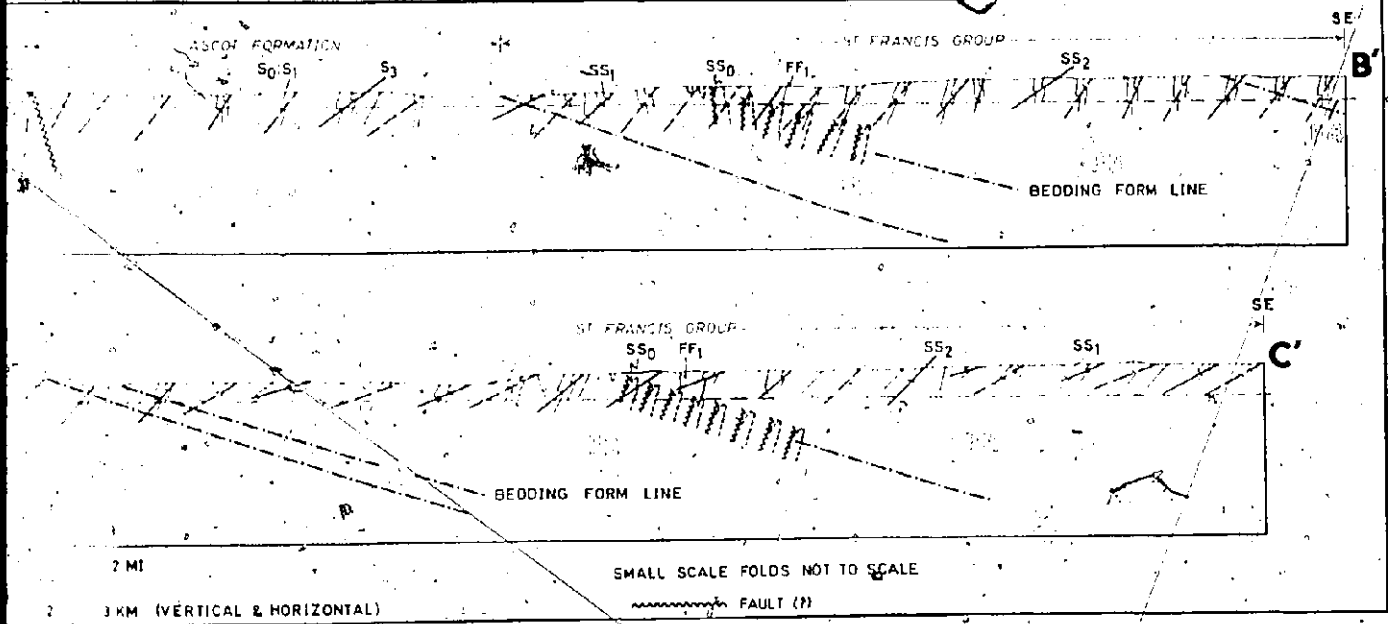 SE
ASCOT FORMATION
ST FRANCIS GROUP
B'
S₀ S₁ S₃ SS₁ SS₀ FF₁ SS₂
BEDDING FORM LINE
SE
ST FRANCIS GROUP
C'
SS₀ FF₁ SS₂ SS₁
BEDDING FORM LINE
2 MI
SMALL SCALE FOLDS NOT TO SCALE
2 3 KM (VERTICAL & HORIZONTAL)
FAULT (?)